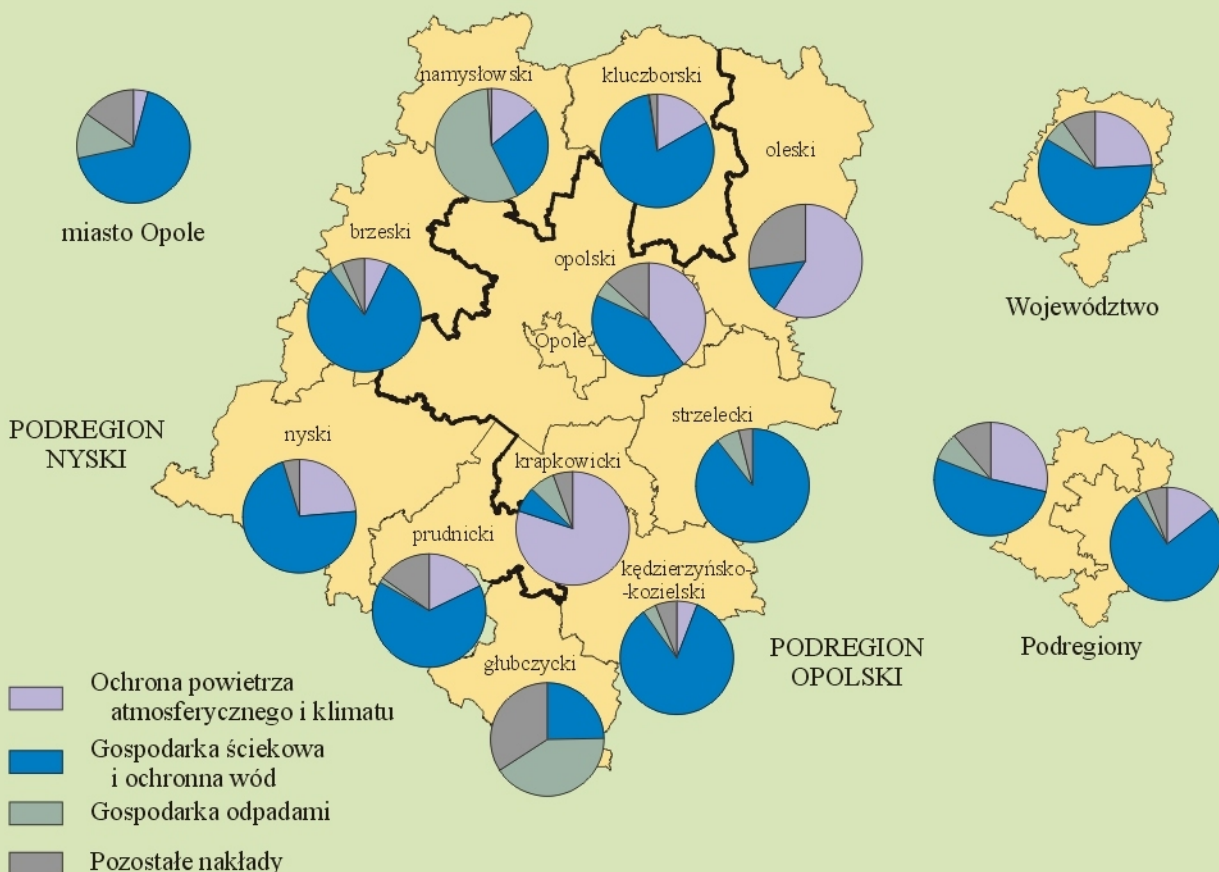 namysłowski
kluczborski
oleski
miasto Opole
brzeski
opolski
Województwo
Opole
strzelecki
PODREGION
NYSKI
nyski
krapkowicki
prudnicki
kędzierzyńsko-
-kozielski
PODREGION
OPOLSKI
Podregiony
głubczycki
Ochrona powietrza
atmosferycznego i klimatu
Gospodarka ściekowa
i ochronna wód
Gospodarka odpadami
Pozostałe nakłady